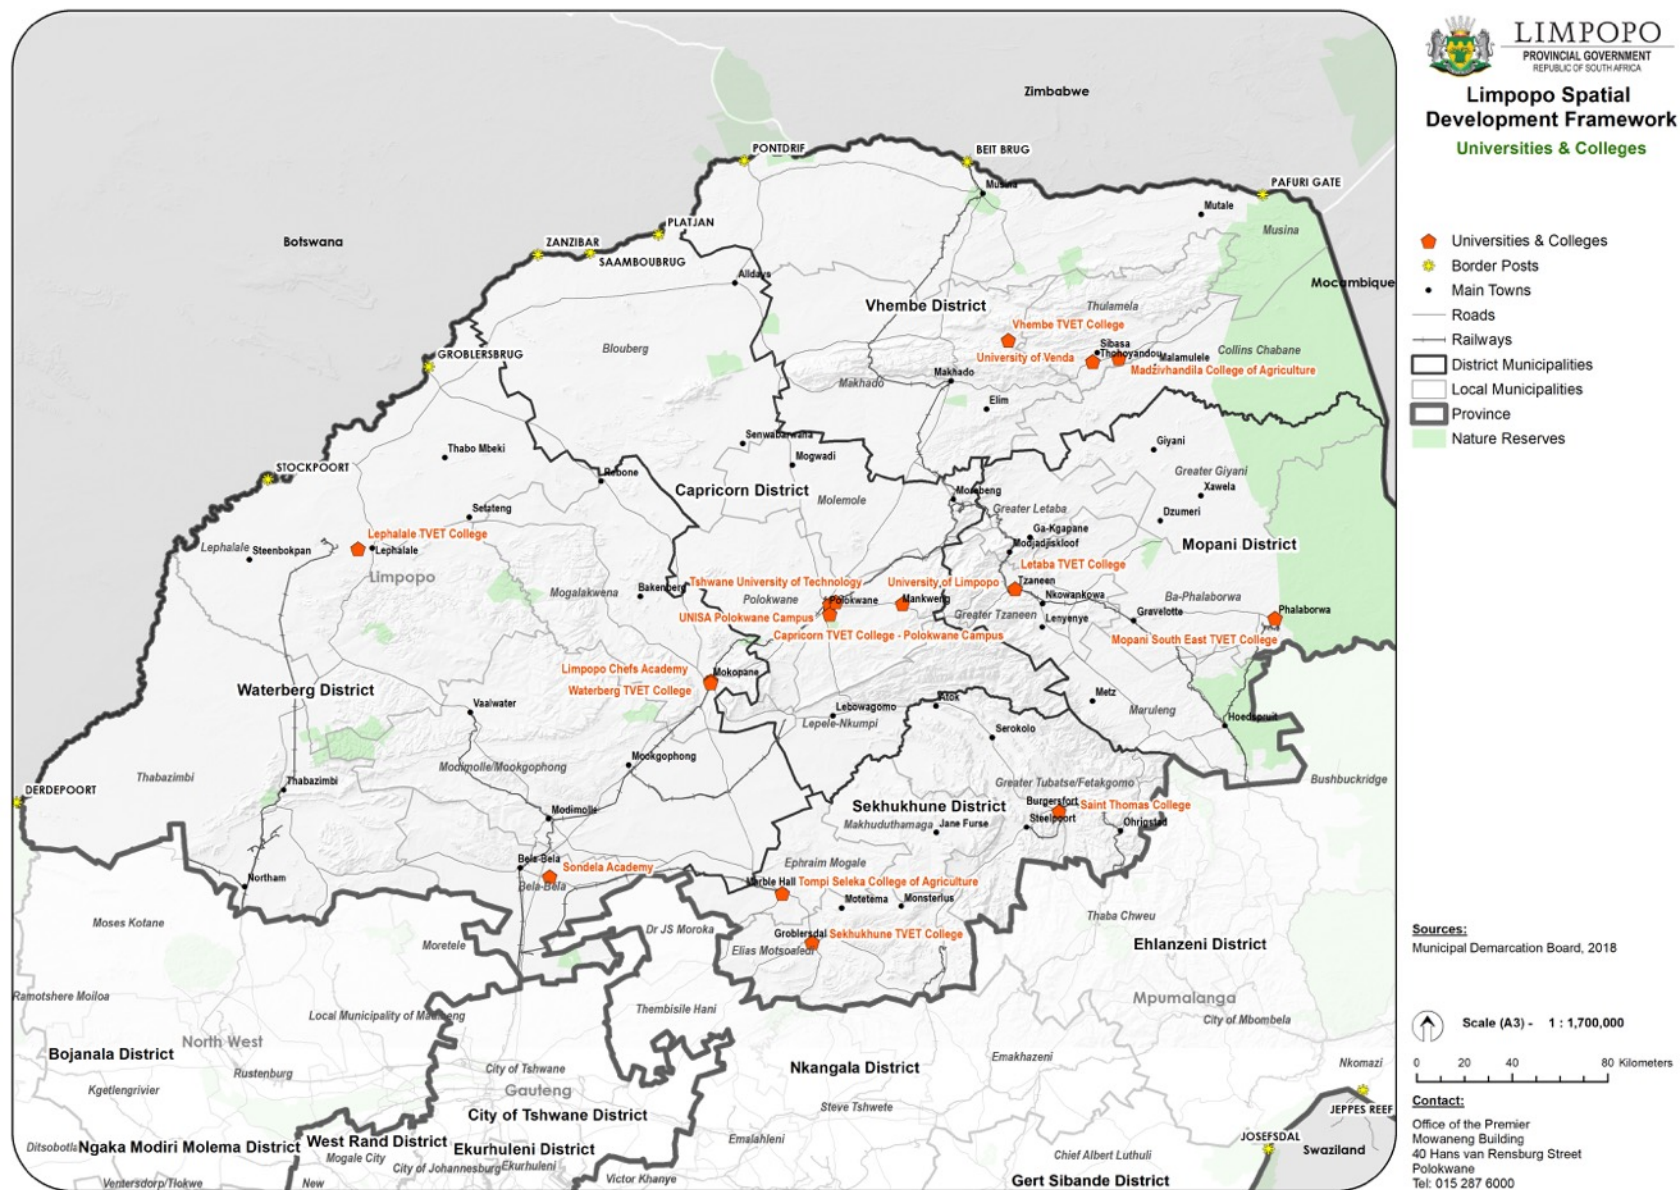 LIMPOPO
PROVINCIAL GOVERNMENT
REPUBLIC OF SOUTH AFRICA
Limpopo Spatial
Development Framework
Universities & Colleges
Universities & Colleges
Border Posts
Main Towns
Roads
Railways
District Municipalities
Local Municipalities
Province
Nature Reserves
Sources:
Municipal Demarcation Board, 2018
Scale (A3) - 1 : 1,700,000
0 20 40 80 Kilometers
Contact:
Office of the Premier
Mowaneng Building
40 Hans van Rensburg Street
Polokwane
Tel: 015 287 6000
Zimbabwe
PONTDRIF
BEIT BRUG
Musina
PAFURI GATE
Mutale
Musina
PLATJAN
Botswana
ZANZIBAR
SAAMBOUBRUG
Alldays
Mocambique
Vhembe District
Thulamela
Vhembe TVET College
Sibasa
Thohoyandou
University of Venda
Malamulele
Collins Chabane
Madzivhandila College of Agriculture
Blouberg
GROBLERSBRUG
Makhado
Makhado
Elim
Senwabarwana
Mogwadi
Giyani
Thabo Mbeki
STOCKPOORT
Rebone
Greater Giyani
Xawela
Capricorn District
Molemole
Morebeng
Greater Letaba
Dzumeri
Setateng
Ga-Kgapane
Modjadjiskloof
Mopani District
Lephalale TVET College
Lephalale
Steenbokpan
Lephalale
Limpopo
Letaba TVET College
Tzaneen
Mogalakwena
Bakenberg
Tshwane University of Technology
University of Limpopo
Polokwane
Polokwane
Mankweng
Nkowankowa
Ba-Phalaborwa
Gravelotte
Phalaborwa
UNISA Polokwane Campus
Greater Tzaneen
Lenyenye
Capricorn TVET College - Polokwane Campus
Mopani South East TVET College
Limpopo Chefs Academy
Mokopane
Waterberg TVET College
Waterberg District
Vaalwater
Lebowagomo
Atok
Metz
Maruleng
Lepele-Nkumpi
Hoedspruit
Serokolo
Mookgophong
Modimolle/Mookgophong
Thabazimbi
Thabazimbi
Greater Tubatse/Fetakgomo
Bushbuckridge
DERDEPOORT
Modimolle
Sekhukhune District
Burgersfort
Saint Thomas College
Makhuduthamaga
Jane Furse
Steelpoort
Ohrigstad
Bela-Bela
Sondela Academy
Ephraim Mogale
Northam
Bela-Bela
Marble Hall
Tompi Seleka College of Agriculture
Motetema
Monsterlus
Moses Kotane
Thaba Chweu
Moretele
Dr JS Moroka
Groblersdal
Sekhukhune TVET College
Elias Motsoaledi
Ehlanzeni District
Ramotshere Moiloa
Local Municipality of Madibeng
Thembisile Hani
Mpumalanga
City of Mbombela
North West
Bojanala District
Rustenburg
Kgetlengrivier
City of Tshwane
Gauteng
City of Tshwane District
Nkangala District
Emakhazeni
Nkomazi
Steve Tshwete
JEPPES REEF
Emalahleni
JOSEFSDAL
Swaziland
Ditsobotla
Ngaka Modiri Molema District
West Rand District
Mogale City
Ekurhuleni District
City of Johannesburg
Ekurhuleni
Chief Albert Luthuli
Ventersdorp/Tlokwe
New
Victor Khanye
Gert Sibande District